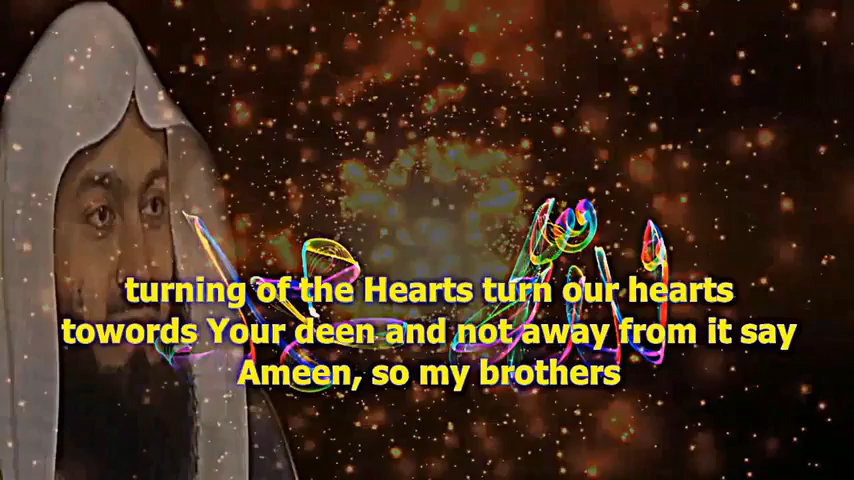 turning of the Hearts turn our hearts
towords Your deen and not away from it say
Ameen, so my brothers